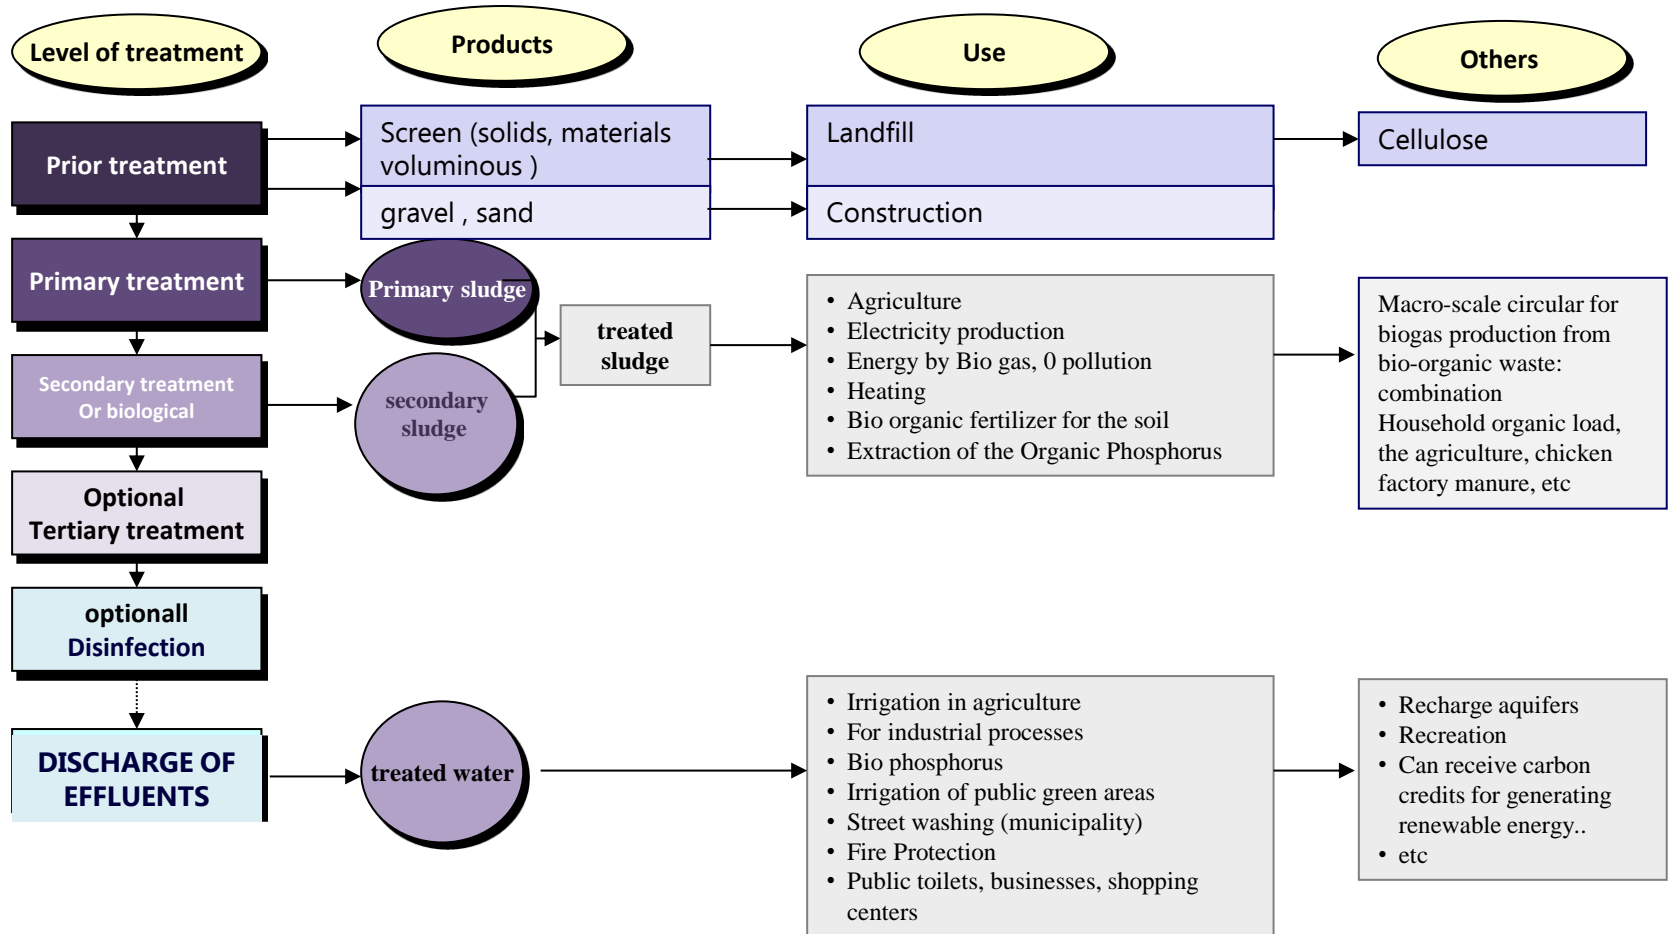 Level of treatment
Products
Use
Others
Prior treatment
Screen (solids, materials
voluminous )
Landfill
Cellulose
gravel , sand
Construction
Primary treatment
Primary sludge
treated
sludge
• Agriculture
• Electricity production
• Energy by Bio gas, 0 pollution
• Heating
• Bio organic fertilizer for the soil
• Extraction of the Organic Phosphorus
Macro-scale circular for
biogas production from
bio-organic waste:
combination
Household organic load,
the agriculture, chicken
factory manure, etc
Secondary treatment
Or biological
secondary
sludge
Optional
Tertiary treatment
optionall
Disinfection
DISCHARGE OF
EFFLUENTS
treated water
• Irrigation in agriculture
• For industrial processes
• Bio phosphorus
• Irrigation of public green areas
• Street washing (municipality)
• Fire Protection
• Public toilets, businesses, shopping
centers
• Recharge aquifers
• Recreation
• Can receive carbon
credits for generating
renewable energy..
• etc